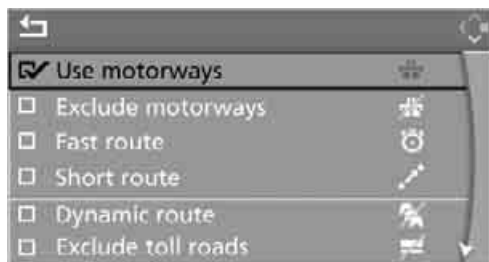 Use motorways
Exclude motorways
Fast route
Short route
Dynamic route
Exclude toll roads